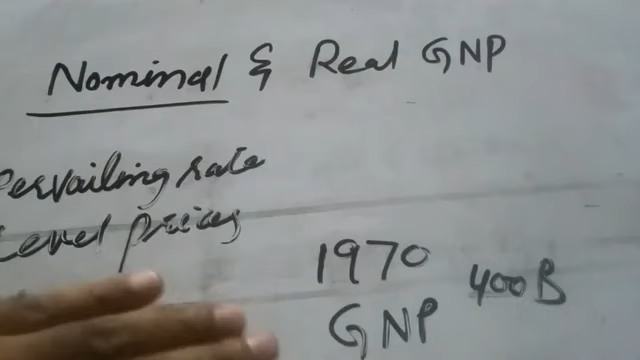 Nominal & Real GNP
Pervailing rate
Level prices
1970
GNP 400B